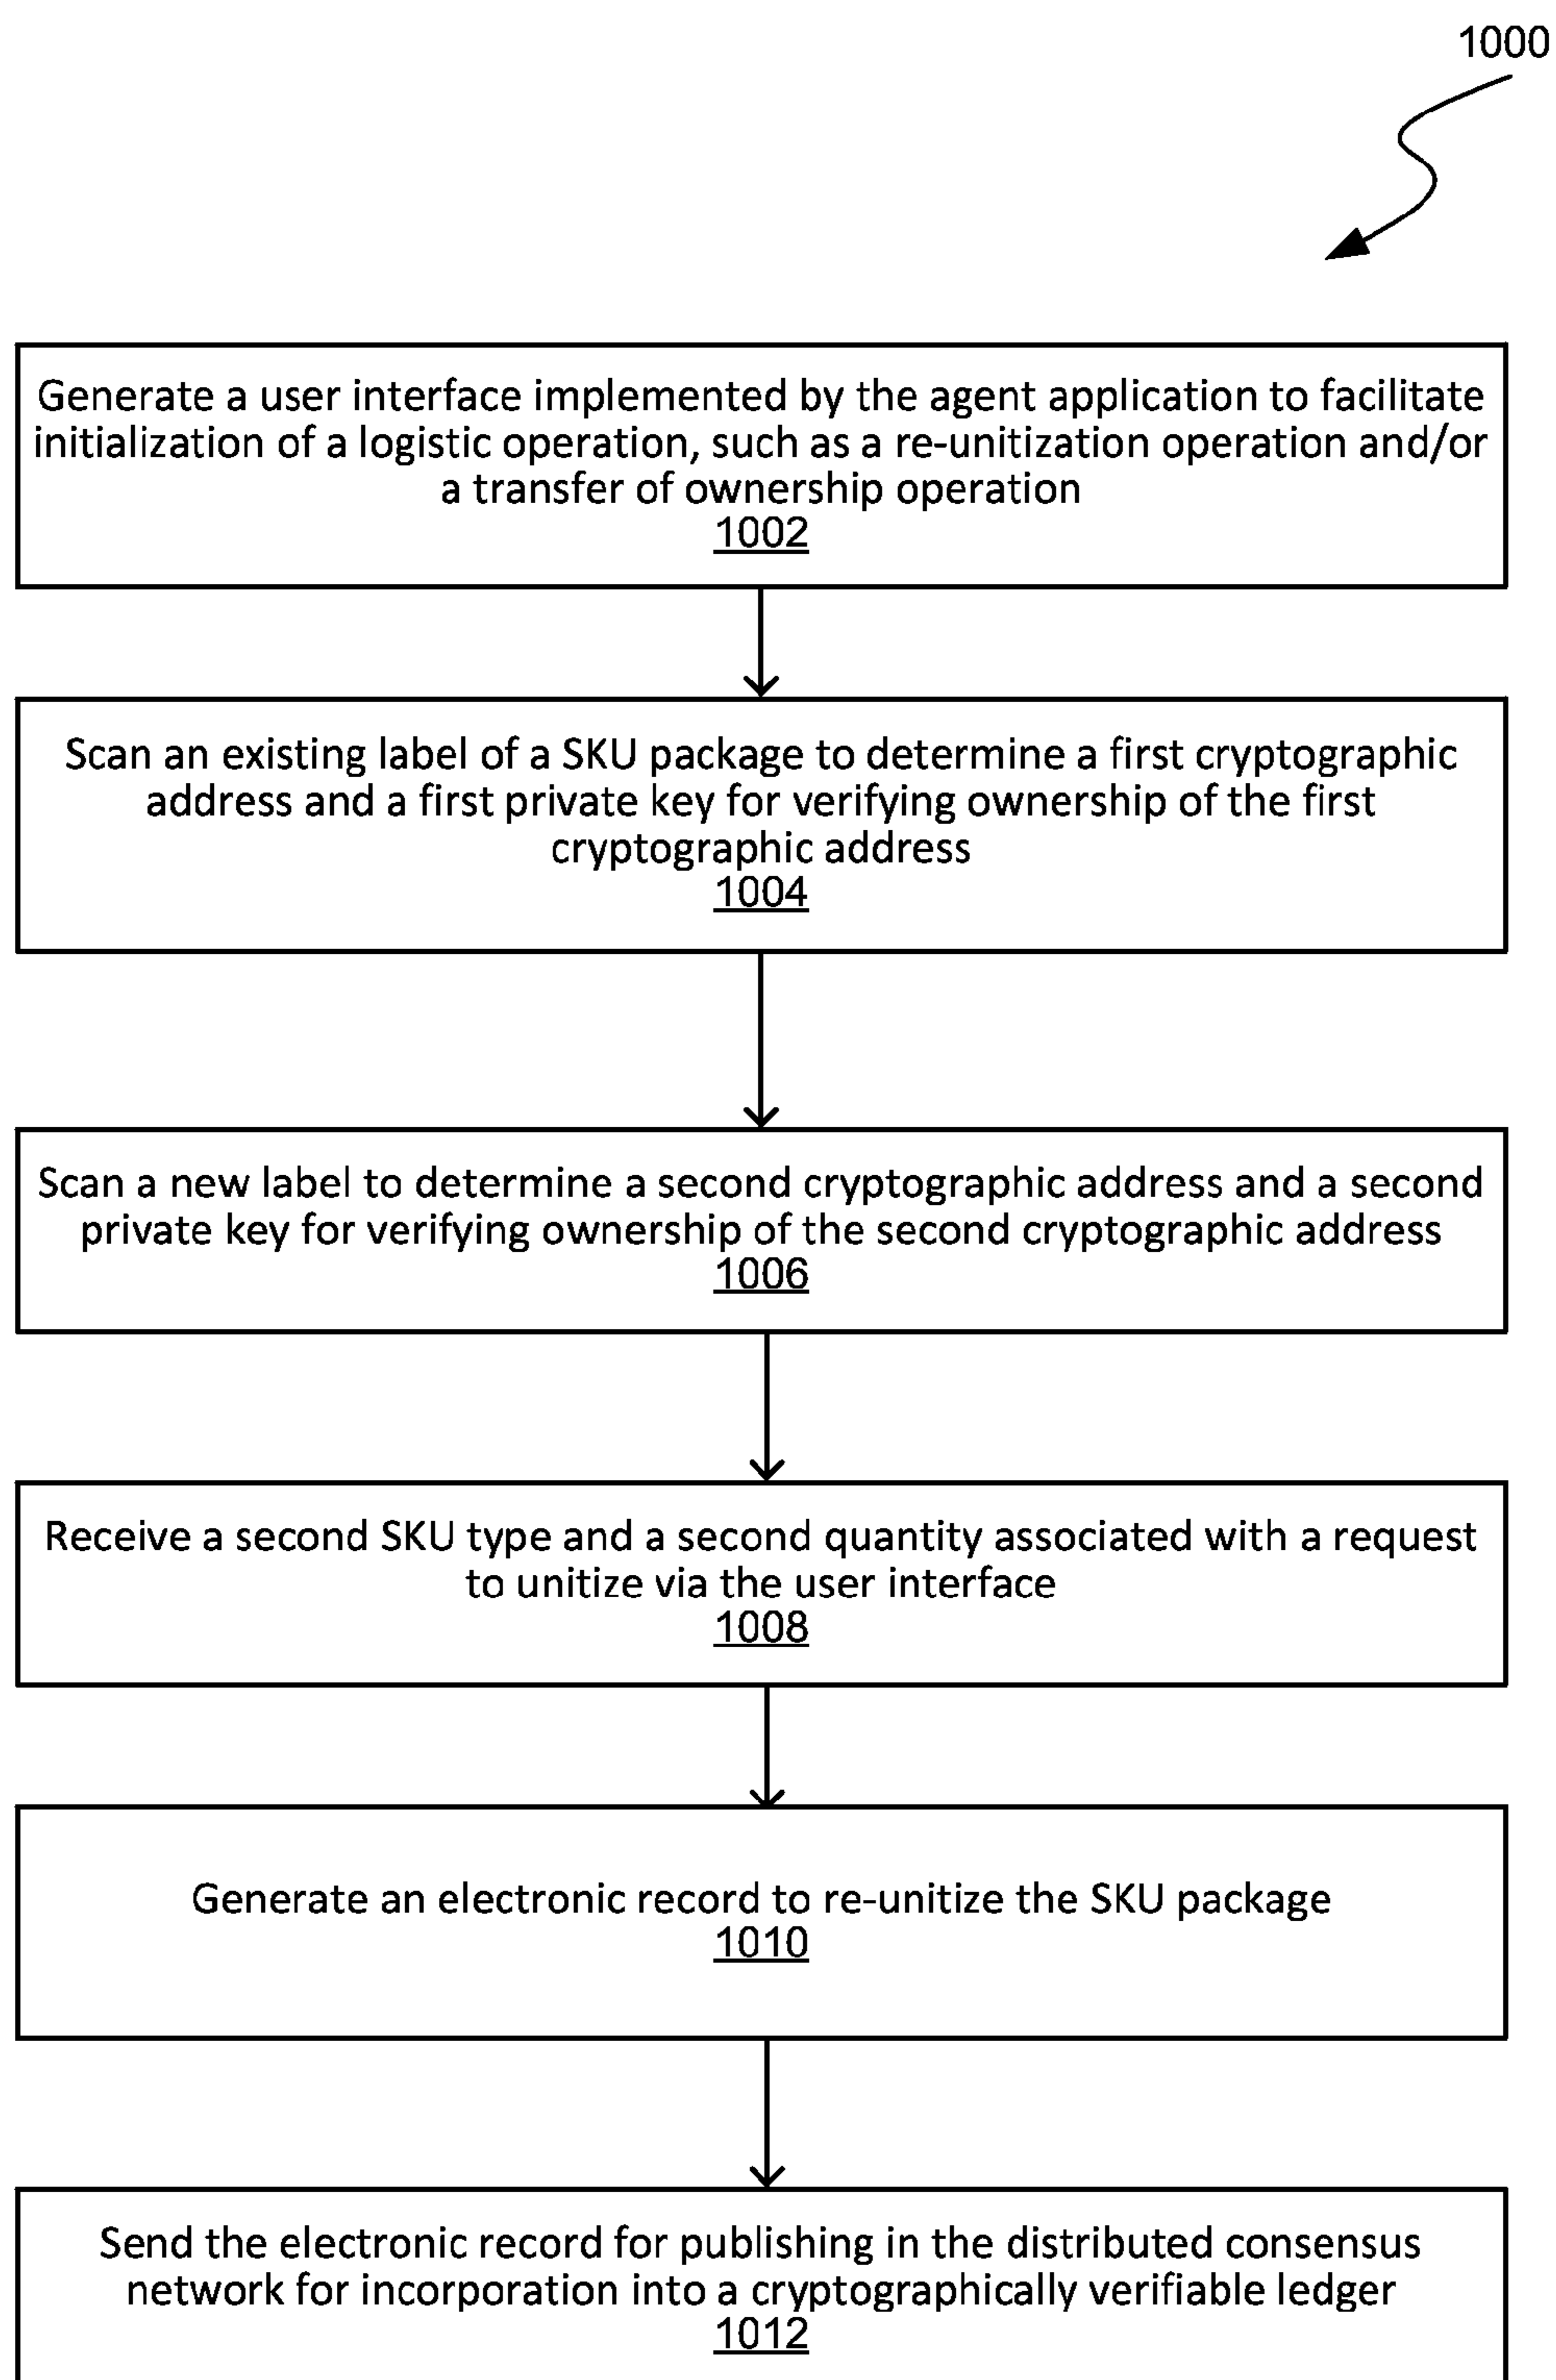 1000
Generate a user interface implemented by the agent application to facilitate
initialization of a logistic operation, such as a re-unitization operation and/or
a transfer of ownership operation
1002
Scan an existing label of a SKU package to determine a first cryptographic
address and a first private key for verifying ownership of the first
cryptographic address
1004
Scan a new label to determine a second cryptographic address and a second
private key for verifying ownership of the second cryptographic address
1006
Receive a second SKU type and a second quantity associated with a request
to unitize via the user interface
1008
Generate an electronic record to re-unitize the SKU package
1010
Send the electronic record for publishing in the distributed consensus
network for incorporation into a cryptographically verifiable ledger
1012